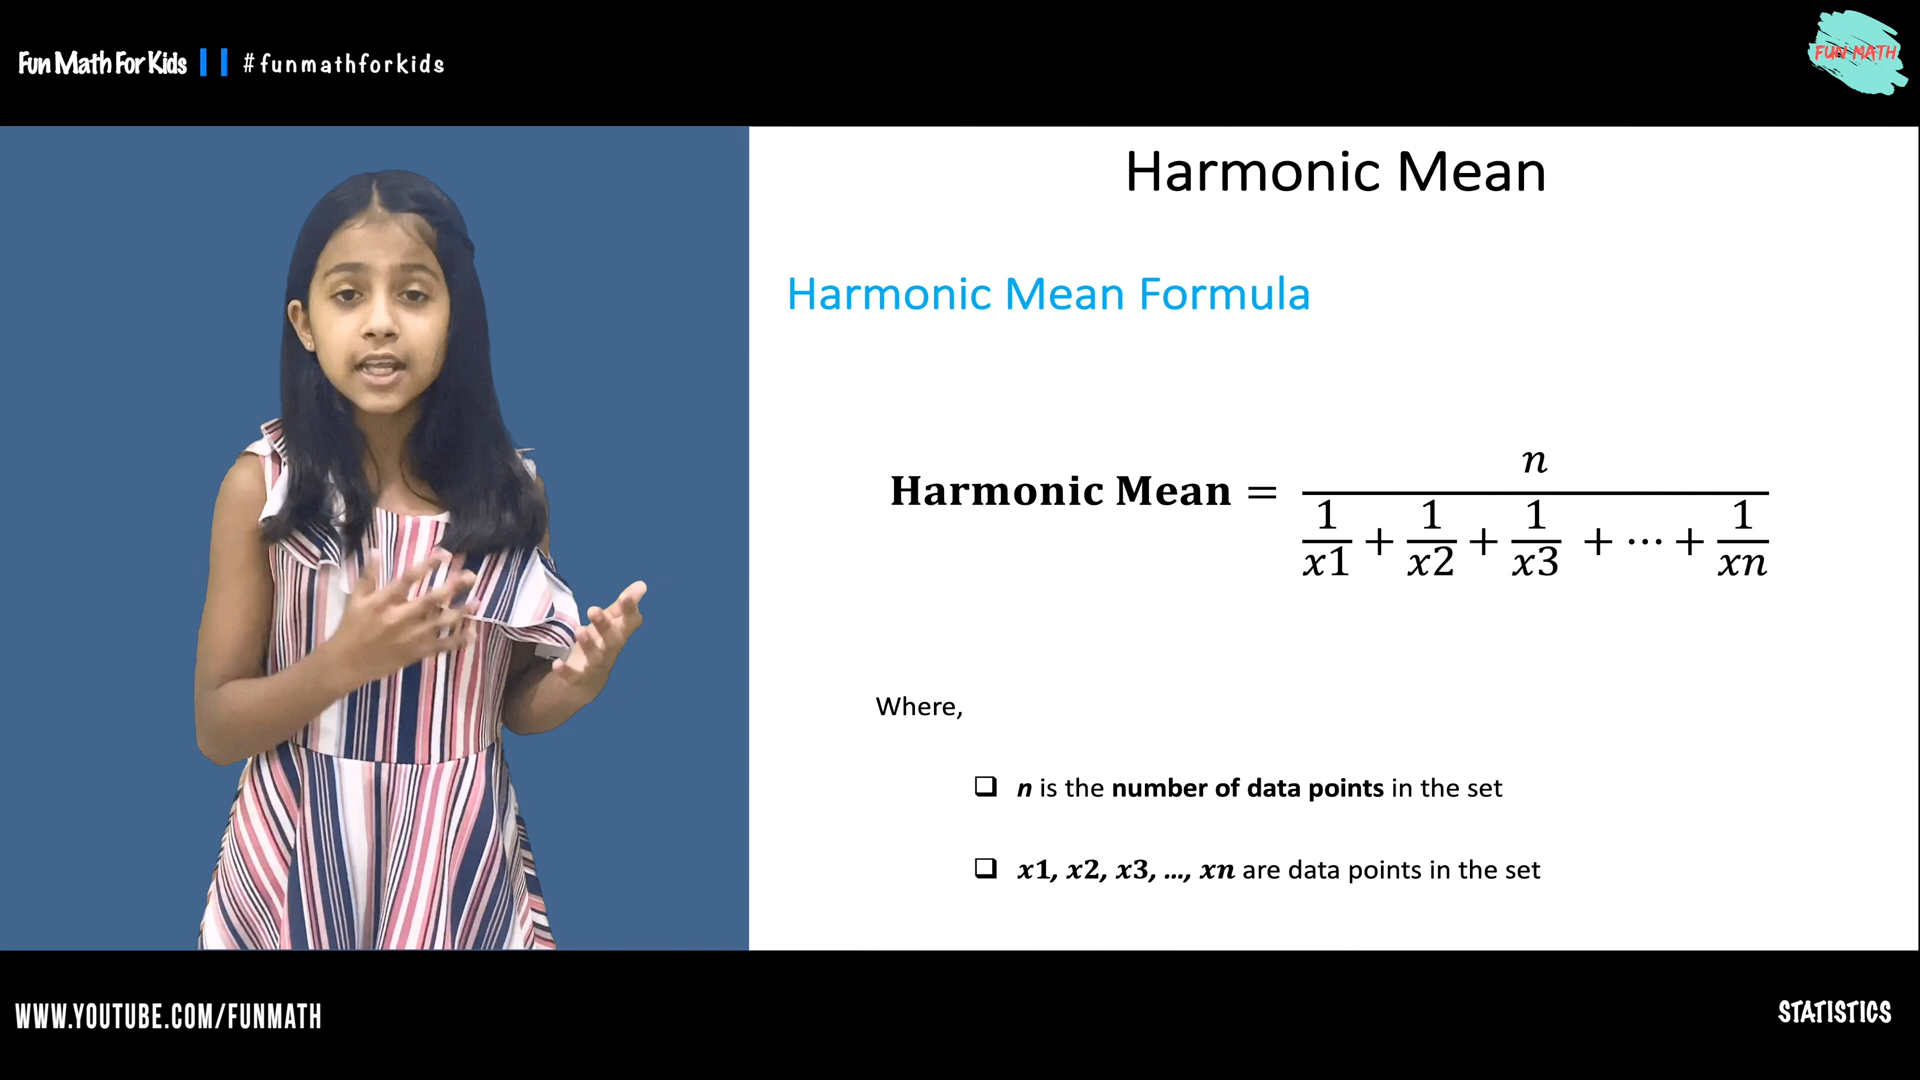 Fun Math For Kids || #funmathforkids
FUN MATH
Harmonic Mean
Harmonic Mean Formula
Harmonic Mean = n / (1/x1 + 1/x2 + 1/x3 + ⋯ + 1/xn)
Where,
❑ n is the number of data points in the set
❑ x1, x2, x3, ..., xn are data points in the set
WWW.YOUTUBE.COM/FUNMATH
STATISTICS